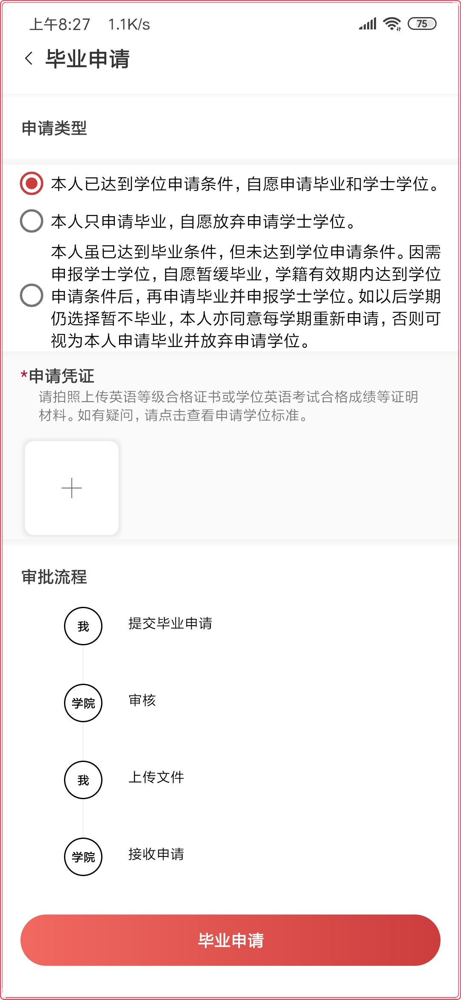 上午8:27 1.1K/s 75
毕业申请
申请类型
本人已达到学位申请条件，自愿申请毕业和学士学位。
本人只申请毕业，自愿放弃申请学士学位。
本人虽已达到毕业条件，但未达到学位申请条件。因需
申报学士学位，自愿暂缓毕业，学籍有效期内达到学位
申请条件后，再申请毕业并申报学士学位。如以后学期
仍选择暂不毕业，本人亦同意每学期重新申请，否则可
视为本人申请毕业并放弃申请学位。
*申请凭证
请拍照上传英语等级合格证书或学位英语考试合格成绩等证明
材料。如有疑问，请点击查看申请学位标准。
审批流程
我 提交毕业申请
学院 审核
我 上传文件
学院 接收申请
毕业申请